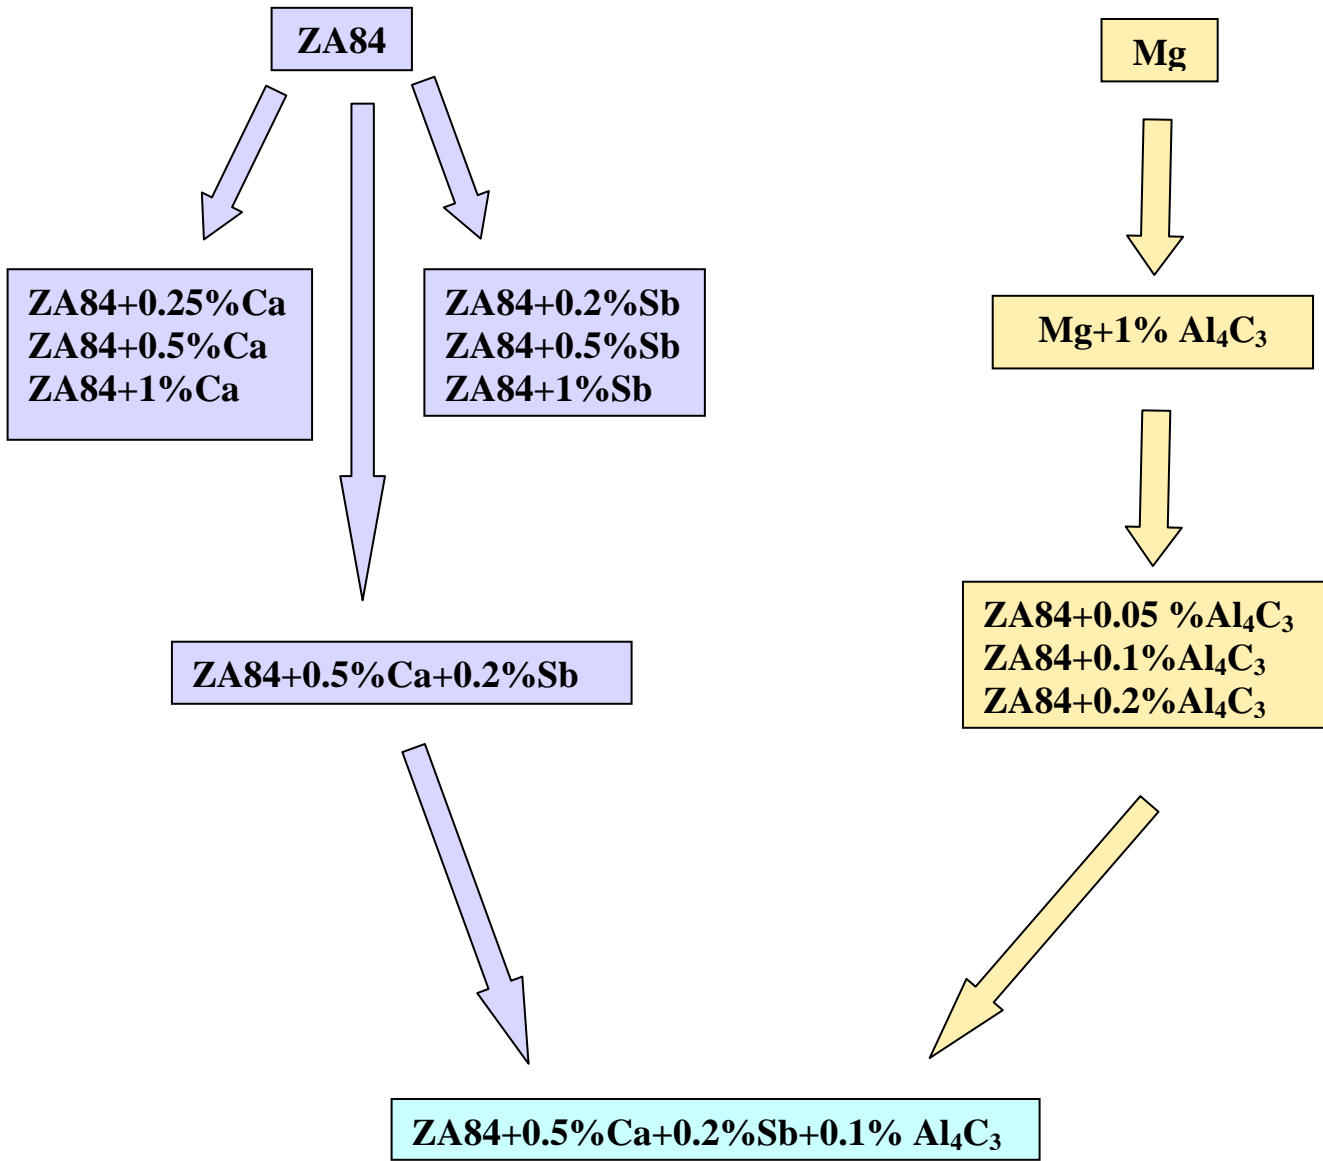 ZA84
Mg
ZA84+0.25%Ca
ZA84+0.5%Ca
ZA84+1%Ca
ZA84+0.2%Sb
ZA84+0.5%Sb
ZA84+1%Sb
Mg+1% Al₄C₃
ZA84+0.05 %Al₄C₃
ZA84+0.1%Al₄C₃
ZA84+0.2%Al₄C₃
ZA84+0.5%Ca+0.2%Sb
ZA84+0.5%Ca+0.2%Sb+0.1% Al₄C₃